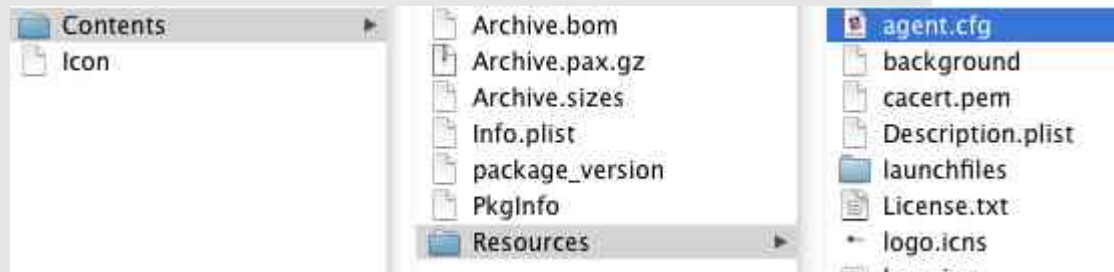 Contents
Icon
Archive.bom
Archive.pax.gz
Archive.sizes
Info.plist
package_version
PkgInfo
Resources
agent.cfg
background
cacert.pem
Description.plist
launchfiles
License.txt
logo.icns